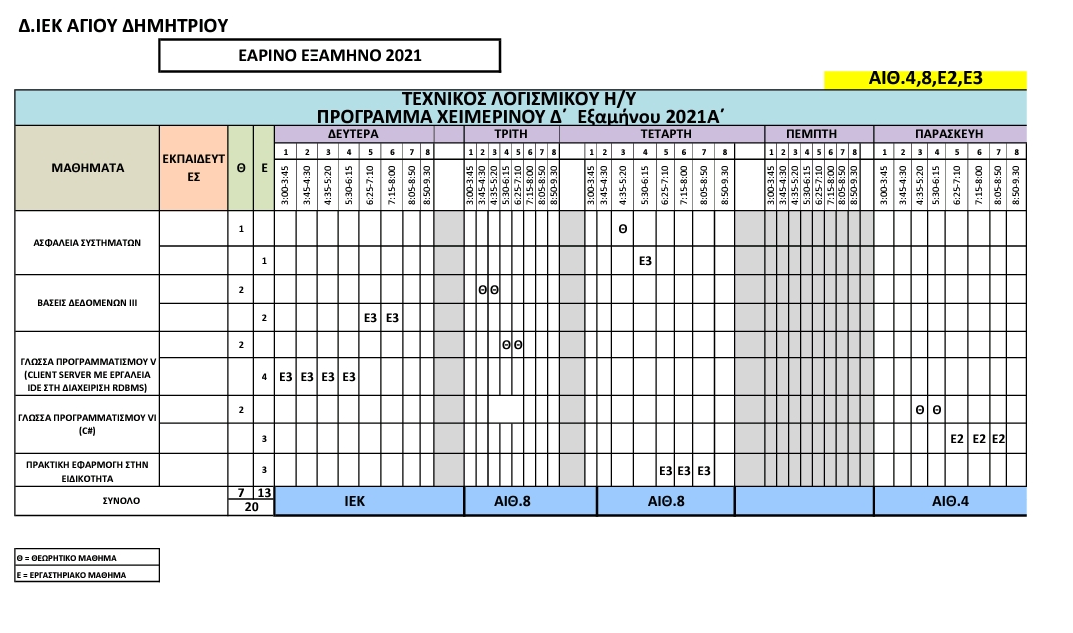 Δ.ΙΕΚ ΑΓΙΟΥ ΔΗΜΗΤΡΙΟΥ
ΕΑΡΙΝΟ ΕΞΑΜΗΝΟ 2021
ΑΙΘ.4,8,Ε2,Ε3
ΤΕΧΝΙΚΟΣ ΛΟΓΙΣΜΙΚΟΥ Η/Υ
ΠΡΟΓΡΑΜΜΑ ΧΕΙΜΕΡΙΝΟΥ Δ΄ Εξαμήνου 2021Α΄
ΜΑΘΗΜΑΤΑ ΕΚΠΑΙΔΕΥΤ Θ Ε ΔΕΥΤΕΡΑ ΤΡΙΤΗ ΤΕΤΑΡΤΗ ΠΕΜΠΤΗ ΠΑΡΑΣΚΕΥΗ
ΕΣ
1 2 3 4 5 6 7 8 1 2 3 4 5 6 7 8 1 2 3 4 5 6 7 8 1 2 3 4 5 6 7 8 1 2 3 4 5 6 7 8
3:00-3:45 3:45-4:30 4:35-5:20 5:30-6:15 6:25-7:10 7:15-8:00 8:05-8:50 8:50-9.30 3:00-3:45 3:45-4:30 4:35-5:20 5:30-6:15 6:25-7:10 7:15-8:00 8:05-8:50 8:50-9.30 3:00-3:45 3:45-4:30 4:35-5:20 5:30-6:15 6:25-7:10 7:15-8:00 8:05-8:50 8:50-9.30 3:00-3:45 3:45-4:30 4:35-5:20 5:30-6:15 6:25-7:10 7:15-8:00 8:05-8:50 8:50-9.30 3:00-3:45 3:45-4:30 4:35-5:20 5:30-6:15 6:25-7:10 7:15-8:00 8:05-8:50 8:50-9.30
ΑΣΦΑΛΕΙΑ ΣΥΣΤΗΜΑΤΩΝ
1 Θ
1 Ε3
ΒΑΣΕΙΣ ΔΕΔΟΜΕΝΩΝ ΙΙΙ
2 Θ Θ
2 Ε3 Ε3
2 Θ Θ
ΓΛΩΣΣΑ ΠΡΟΓΡΑΜΜΑΤΙΣΜΟΥ V
(CLIENT SERVER ΜΕ ΕΡΓΑΛΕΙΑ
IDE ΣΤΗ ΔΙΑΧΕΙΡΙΣΗ RDBMS)
4 Ε3 Ε3 Ε3 Ε3
ΓΛΩΣΣΑ ΠΡΟΓΡΑΜΜΑΤΙΣΜΟΥ VI
(C#)
2 Θ Θ
3 Ε2 Ε2 Ε2
ΠΡΑΚΤΙΚΗ ΕΦΑΡΜΟΓΗ ΣΤΗΝ
ΕΙΔΙΚΟΤΗΤΑ
3 Ε3 Ε3 Ε3
ΣΥΝΟΛΟ 7 13 ΙΕΚ ΑΙΘ.8 ΑΙΘ.8 ΑΙΘ.4
20
Θ = ΘΕΩΡΗΤΙΚΟ ΜΑΘΗΜΑ
Ε = ΕΡΓΑΣΤΗΡΙΑΚΟ ΜΑΘΗΜΑ